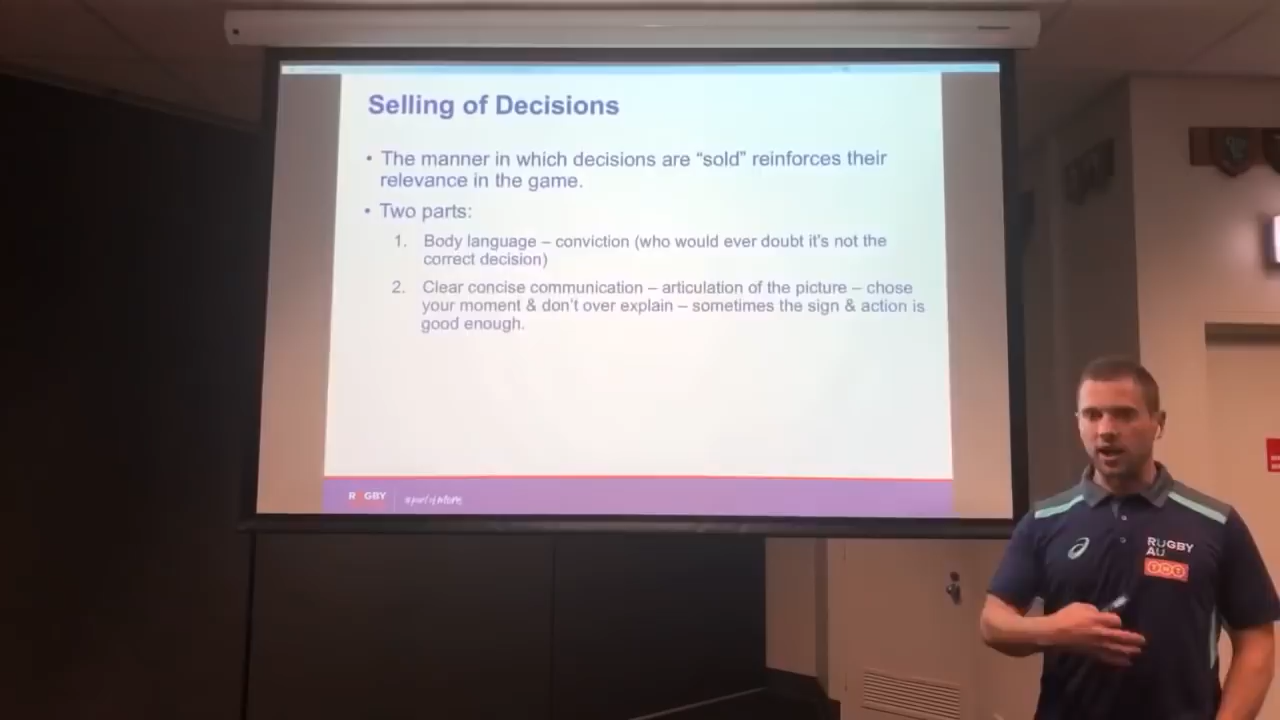 Selling of Decisions
• The manner in which decisions are “sold” reinforces their
relevance in the game.
• Two parts:
1. Body language – conviction (who would ever doubt it's not the
correct decision)
2. Clear concise communication – articulation of the picture – chose
your moment & don't over explain – sometimes the sign & action is
good enough.
RUGBY
#partofMORE
RUGBY
AU
TNT